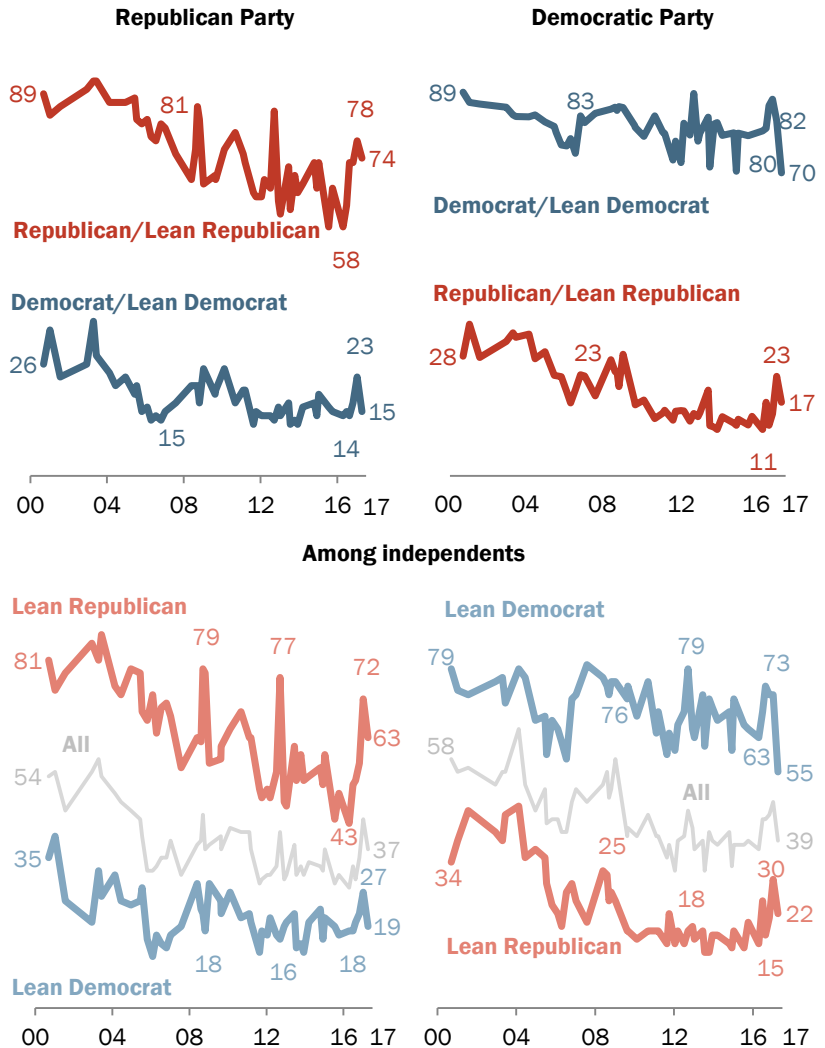 Republican Party
89
81
78
74
Republican/Lean Republican
58
Democrat/Lean Democrat
26
23
15
15
14
00 04 08 12 16 17
Democratic Party
89
83
82
80
70
Democrat/Lean Democrat
Republican/Lean Republican
28
23
23
17
11
00 04 08 12 16 17
Among independents
Lean Republican
81
79
77
72
63
All
54
43
37
35
27
19
18
16
18
Lean Democrat
00 04 08 12 16 17
Lean Democrat
79
79
73
76
63
55
58
All
39
34
25
30
18
22
Lean Republican
15
00 04 08 12 16 17